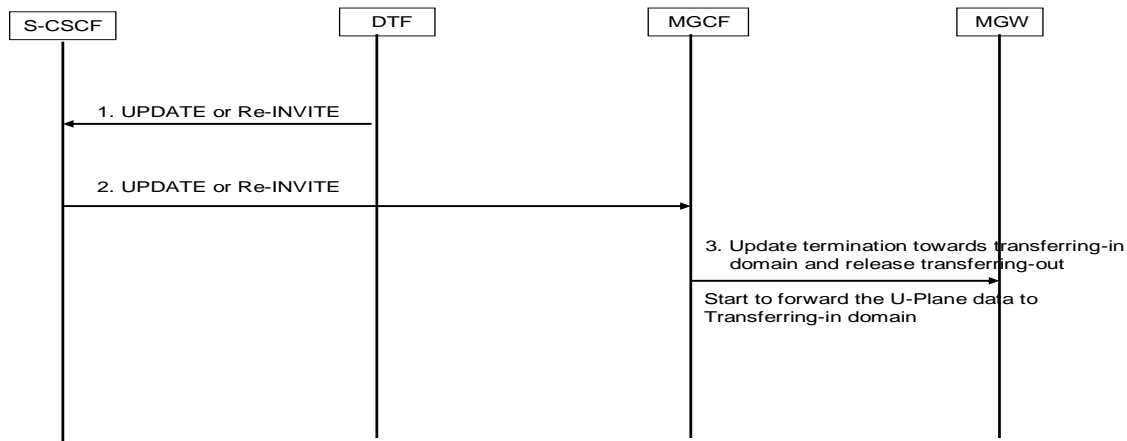 S-CSCF
DTF
MGCF
MGW
1. UPDATE or Re-INVITE
2. UPDATE or Re-INVITE
3. Update termination towards transferring-in
domain and release transferring-out
Start to forward the U-Plane data to
Transferring-in domain